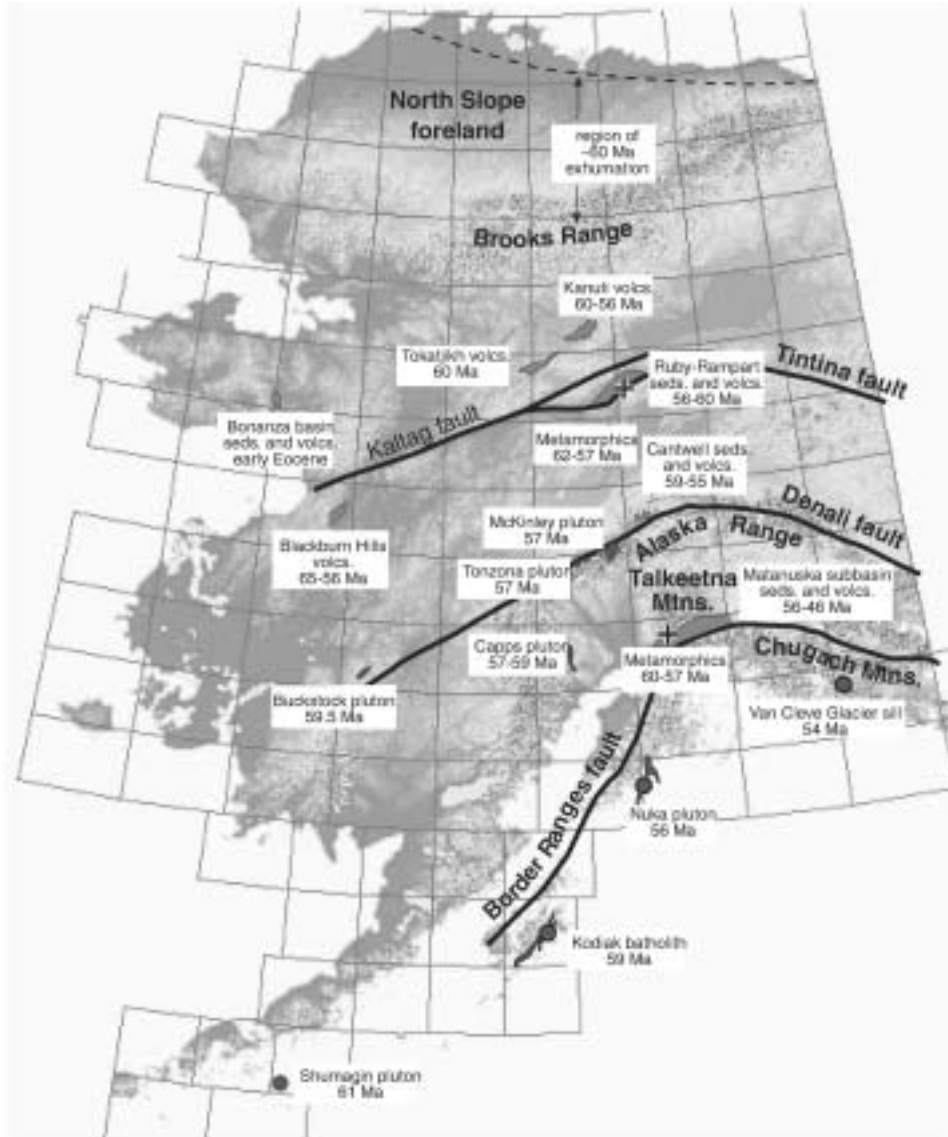 North Slope
foreland
region of
~60 Ma
exhumation
Brooks Range
Kanuti volcs.
60-56 Ma
Tokatjikh volcs.
60 Ma
Ruby-Rampart
seds. and volcs.
56-60 Ma
Tintina fault
Bonanza basin
seds. and volcs.
early Eocene
Kaltag fault
Metamorphics
62-57 Ma
Cantwell seds.
and volcs.
59-55 Ma
Blackburn Hills
volcs.
65-56 Ma
McKinley pluton
57 Ma
Alaska Range
Denali fault
Tonzona pluton
57 Ma
Talkeetna
Mtns.
Matanuska subbasin
seds. and volcs.
56-46 Ma
Capps pluton
57-59 Ma
Metamorphics
60-57 Ma
Chugach Mtns.
Buckstock pluton
59.5 Ma
Van Cleve Glacier sill
54 Ma
Border Ranges fault
Nuka pluton
56 Ma
Kodiak batholith
59 Ma
Shumagin pluton
61 Ma